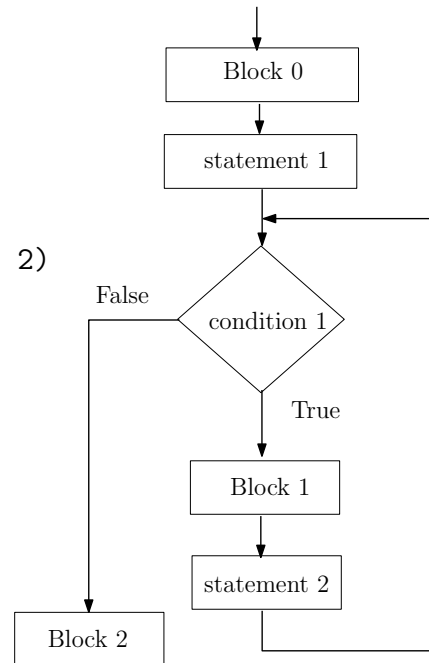 Block 0
statement 1
2)
False
condition 1
True
Block 1
statement 2
Block 2